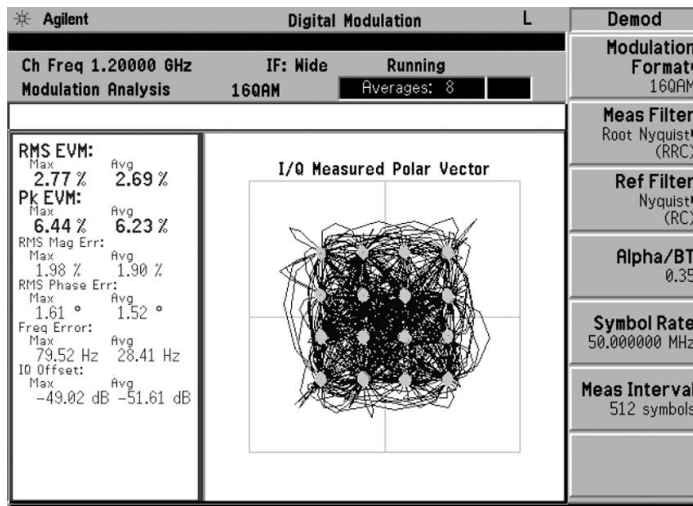 Agilent Digital Modulation L Demod
Ch Freq 1.20000 GHz IF: Wide Running
Modulation Analysis 16QAM Averages: 8
Modulation
Format
16QAM
Meas Filter
Root Nyquist
(RRC)
Ref Filter
Nyquist
(RC)
Alpha/BT
0.35
Symbol Rate
50.000000 MHz
Meas Interval
512 symbols
RMS EVM:
Max Avg
2.77 % 2.69 %
Pk EVM:
Max Avg
6.44 % 6.23 %
RMS Mag Err:
Max Avg
1.98 % 1.90 %
RMS Phase Err:
Max Avg
1.61 ° 1.52 °
Freq Error:
Max Avg
79.52 Hz 28.41 Hz
IQ Offset:
Max Avg
-49.02 dB -51.61 dB
I/Q Measured Polar Vector